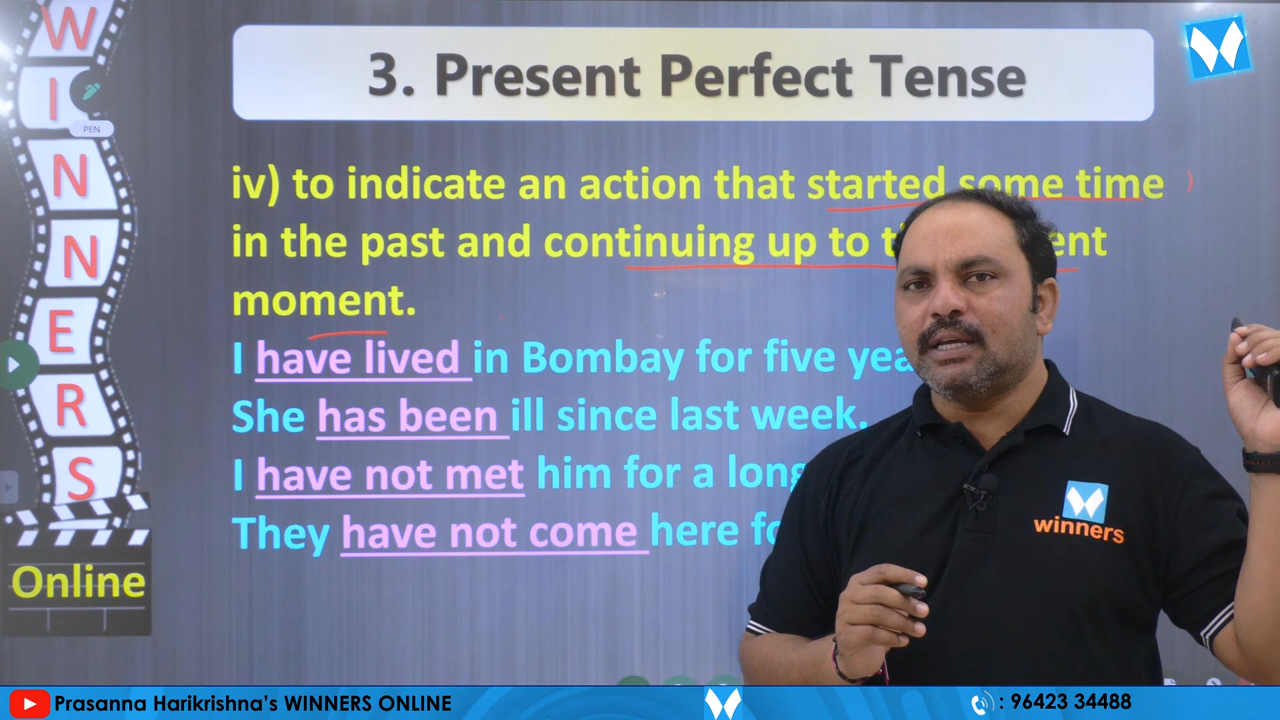 WINNERS
Online
PEN
3. Present Perfect Tense
iv) to indicate an action that started some time
in the past and continuing up to
moment.
I have lived in Bombay for five
She has been ill since last week.
I have not met him for a
They have not come here
winners
Prasanna Harikrishna's WINNERS ONLINE
: 96423 34488